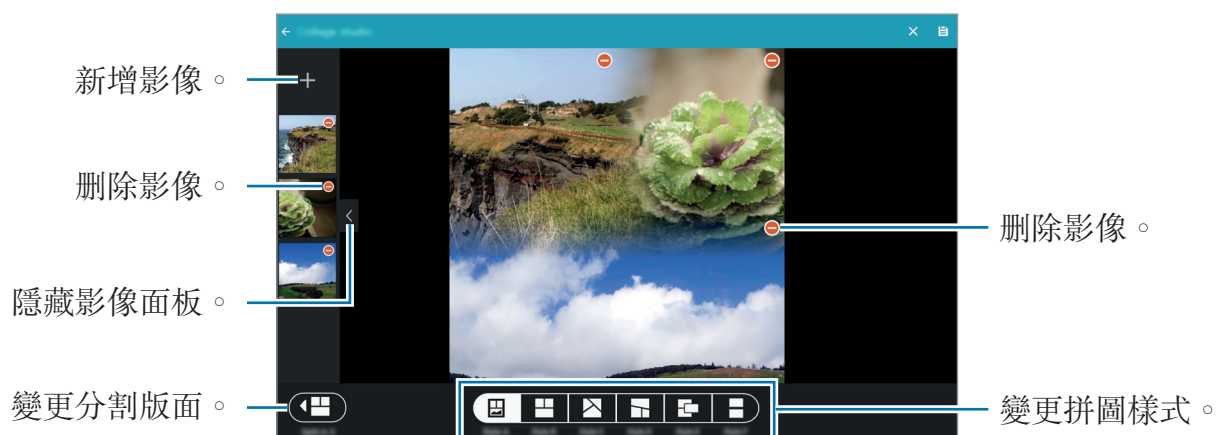 Collage studio
新增影像。
刪除影像。
刪除影像。
隱藏影像面板。
變更分割版面。
變更拼圖樣式。